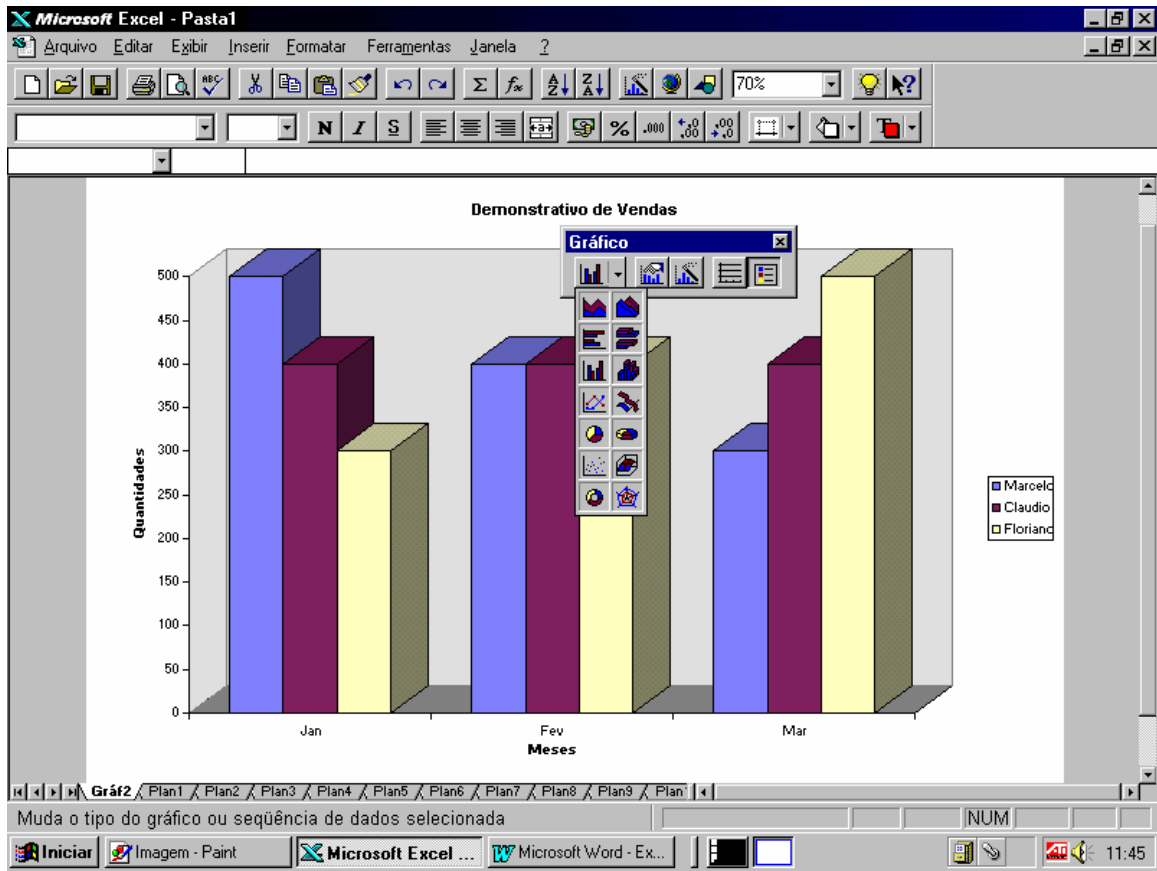 Microsoft Excel - Pasta1
Arquivo Editar Exibir Inserir Formatar Ferramentas Janela ?
70%
N I S % ,000
Demonstrativo de Vendas
Gráfico
500
450
400
350
300
250
200
150
100
50
0
Quantidades
Jan Fev Mar
Meses
Marcelo
Claudio
Floriano
Gráf2 Plan1 Plan2 Plan3 Plan4 Plan5 Plan6 Plan7 Plan8 Plan9 Plan
Muda o tipo do gráfico ou seqüência de dados selecionada NUM
Iniciar Imagem - Paint Microsoft Excel ... Microsoft Word - Ex... 11:45